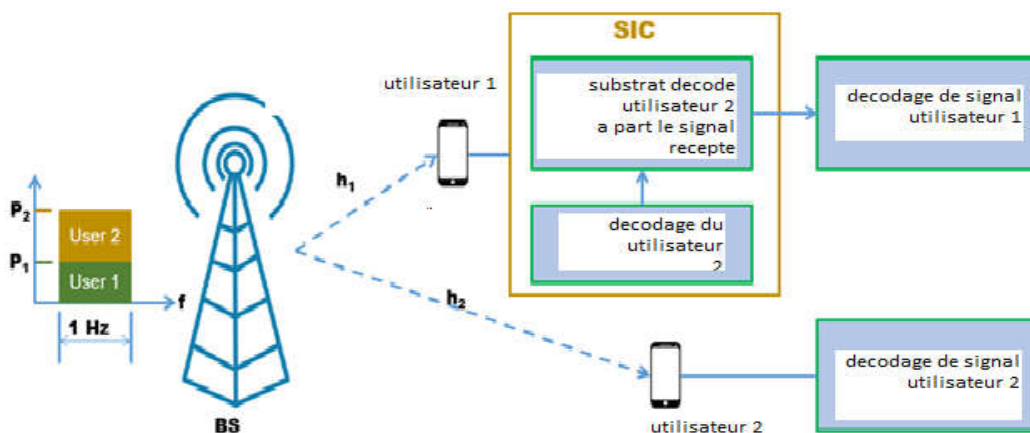 SIC
utilisateur 1
substrat decode
utilisateur 2
a part le signal
recepte
decodage de signal
utilisateur 1
h1
P2
User 2
P1
User 1
f
1 Hz
decodage du
utilisateur
2
h2
decodage de signal
utilisateur 2
BS
utilisateur 2